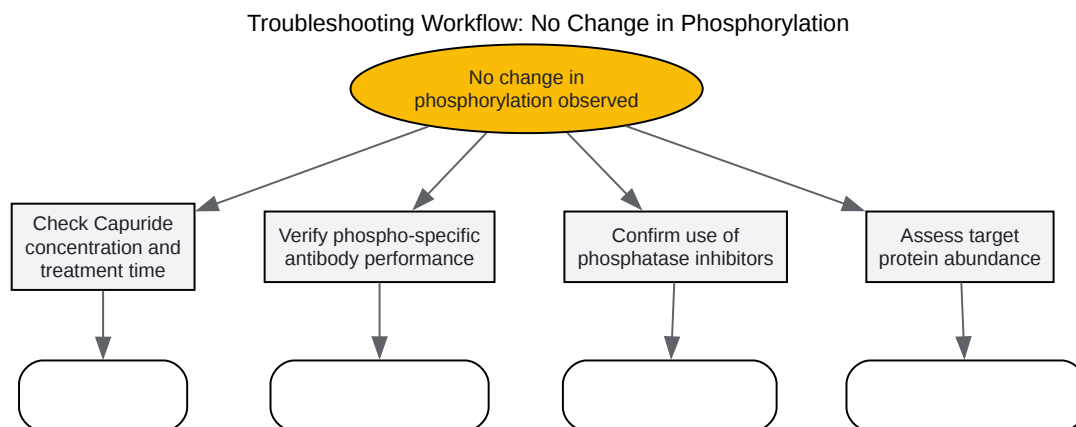 Troubleshooting Workflow: No Change in Phosphorylation
No change in
phosphorylation observed
Check Capuride
concentration and
treatment time
Verify phospho-specific
antibody performance
Confirm use of
phosphatase inhibitors
Assess target
protein abundance